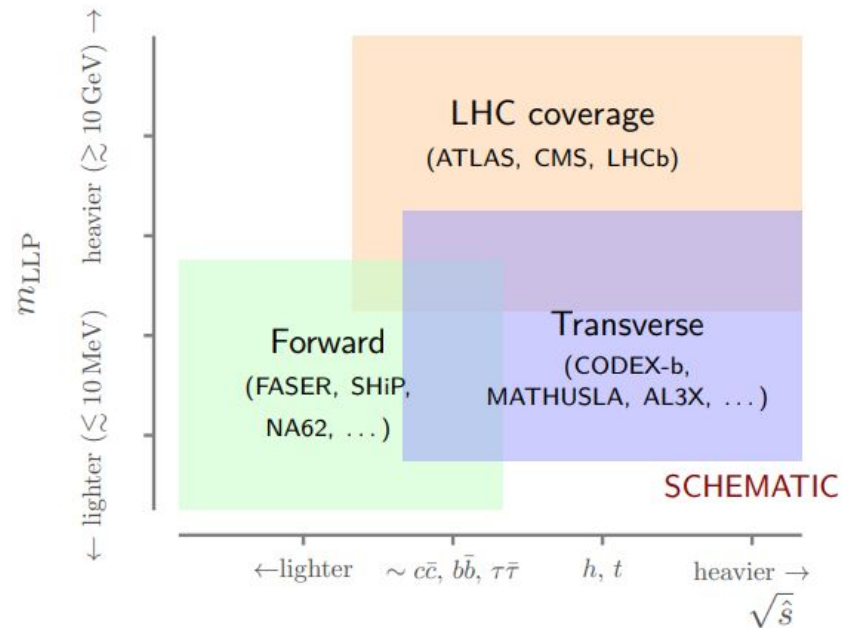 LHC coverage
(ATLAS, CMS, LHCb)
Forward
(FASER, SHiP,
NA62, ...)
Transverse
(CODEX-b,
MATHUSLA, AL3X, ...)
SCHEMATIC
m_LLP
← lighter (≲ 10 MeV)
heavier (≳ 10 GeV) →
←lighter
∼ cc̄, bb̄, ττ̄
h, t
heavier →
√ŝ